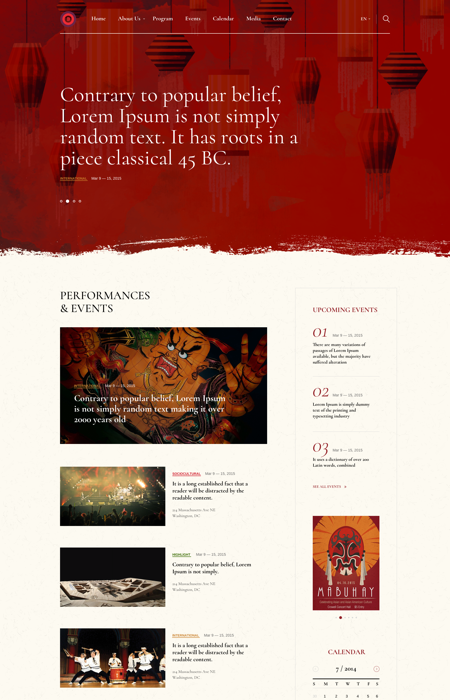 Home About Us Program Events Calendar Media Contact EN
Contrary to popular belief,
Lorem Ipsum is not simply
random text. It has roots in a
piece classical 45 BC.
INTERNATIONAL Mar 9 — 15, 2015
PERFORMANCES
& EVENTS
INTERNATIONAL Mar 9 — 15, 2015
Contrary to popular belief, Lorem Ipsum
is not simply random text making it over
2000 years old
SOCIOCULTURAL Mar 9 — 15, 2015
It is a long established fact that a
reader will be distracted by the
readable content.
224 Massachusetts Ave NE
Washington, DC
HIGHLIGHT Mar 9 — 15, 2015
Contrary to popular belief, Lorem
Ipsum is not simply.
224 Massachusetts Ave NE
Washington, DC
INTERNATIONAL Mar 9 — 15, 2015
It is a long established fact that a
reader will be distracted by the
readable content.
224 Massachusetts Ave NE
Washington, DC
UPCOMING EVENTS
01 Mar 9 — 15, 2015
There are many variations of
passages of Lorem Ipsum
available, but the majority have
suffered alteration
02 Mar 9 — 15, 2015
Lorem Ipsum is simply dummy
text of the printing and
typesetting industry
03 Mar 9 — 15, 2015
It uses a dictionary of over 200
Latin words, combined
SEE ALL EVENTS
MABUHAY
CALENDAR
7 / 2014
S M T W T F S
1 2 3 4 5 6